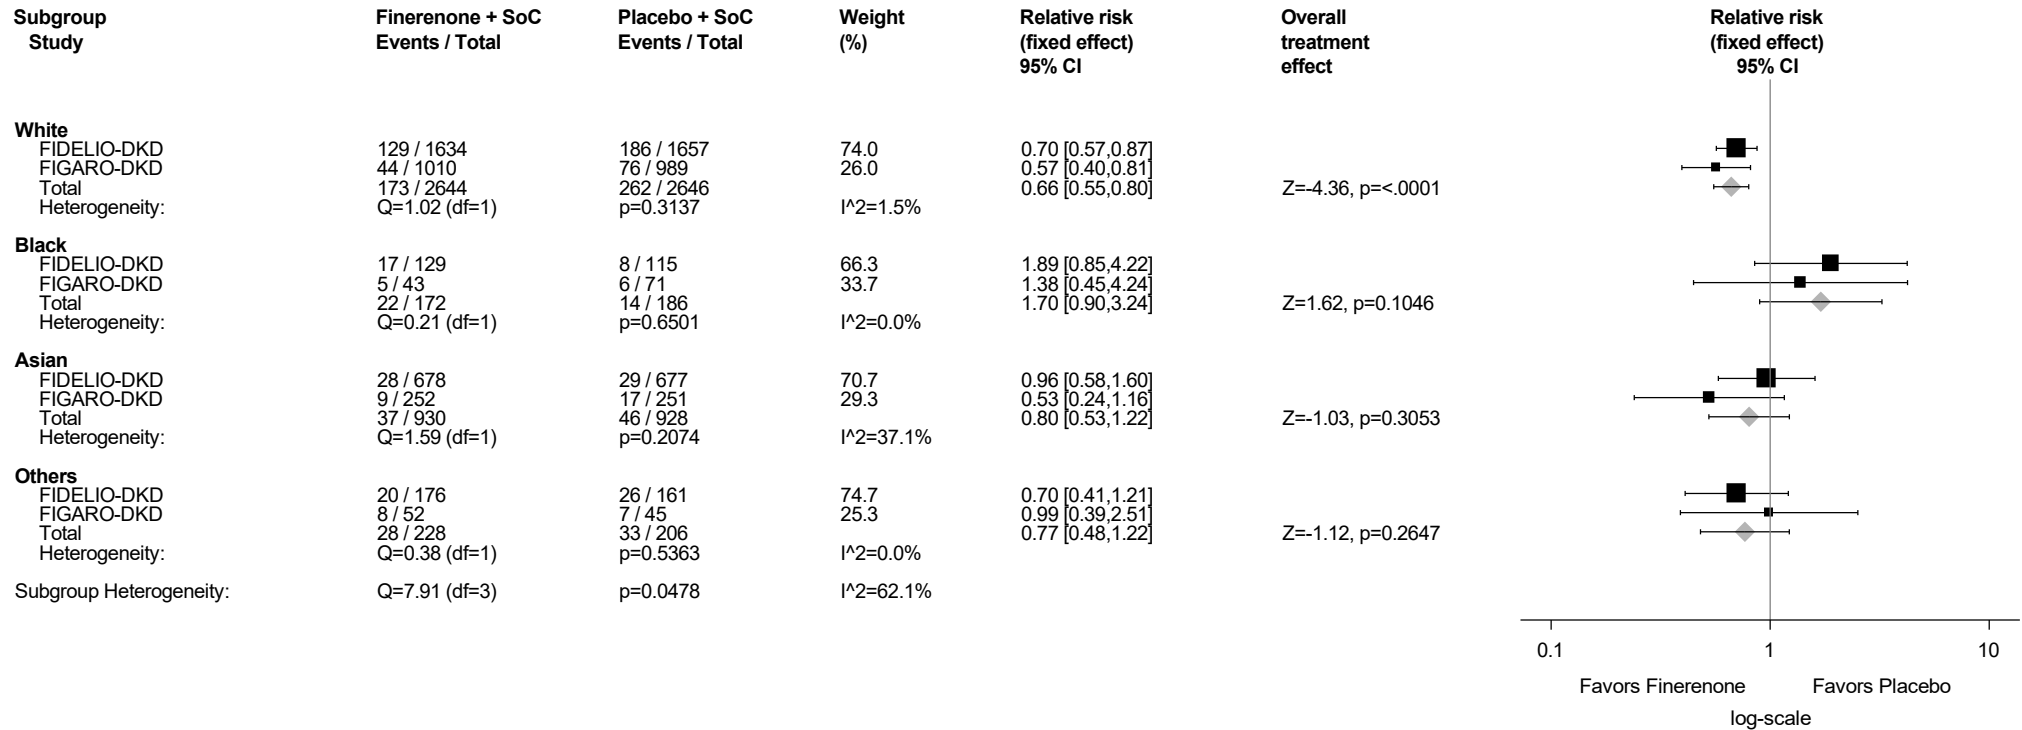 Subgroup Finerenone + SoC Placebo + SoC Weight Relative risk Overall Relative risk
Study Events / Total Events / Total (%) (fixed effect) treatment (fixed effect)
95% CI effect 95% CI
White
FIDELIO-DKD 129 / 1634 186 / 1657 74.0 0.70 [0.57,0.87]
FIGARO-DKD 44 / 1010 76 / 989 26.0 0.57 [0.40,0.81]
Total 173 / 2644 262 / 2646 0.66 [0.55,0.80] Z=-4.36, p=<.0001
Heterogeneity: Q=1.02 (df=1) p=0.3137 I^2=1.5%
Black
FIDELIO-DKD 17 / 129 8 / 115 66.3 1.89 [0.85,4.22]
FIGARO-DKD 5 / 43 6 / 71 33.7 1.38 [0.45,4.24]
Total 22 / 172 14 / 186 1.70 [0.90,3.24] Z=1.62, p=0.1046
Heterogeneity: Q=0.21 (df=1) p=0.6501 I^2=0.0%
Asian
FIDELIO-DKD 28 / 678 29 / 677 70.7 0.96 [0.58,1.60]
FIGARO-DKD 9 / 252 17 / 251 29.3 0.53 [0.24,1.16]
Total 37 / 930 46 / 928 0.80 [0.53,1.22] Z=-1.03, p=0.3053
Heterogeneity: Q=1.59 (df=1) p=0.2074 I^2=37.1%
Others
FIDELIO-DKD 20 / 176 26 / 161 74.7 0.70 [0.41,1.21]
FIGARO-DKD 8 / 52 7 / 45 25.3 0.99 [0.39,2.51]
Total 28 / 228 33 / 206 0.77 [0.48,1.22] Z=-1.12, p=0.2647
Heterogeneity: Q=0.38 (df=1) p=0.5363 I^2=0.0%
Subgroup Heterogeneity: Q=7.91 (df=3) p=0.0478 I^2=62.1%
0.1 1 10
Favors Finerenone Favors Placebo
log-scale